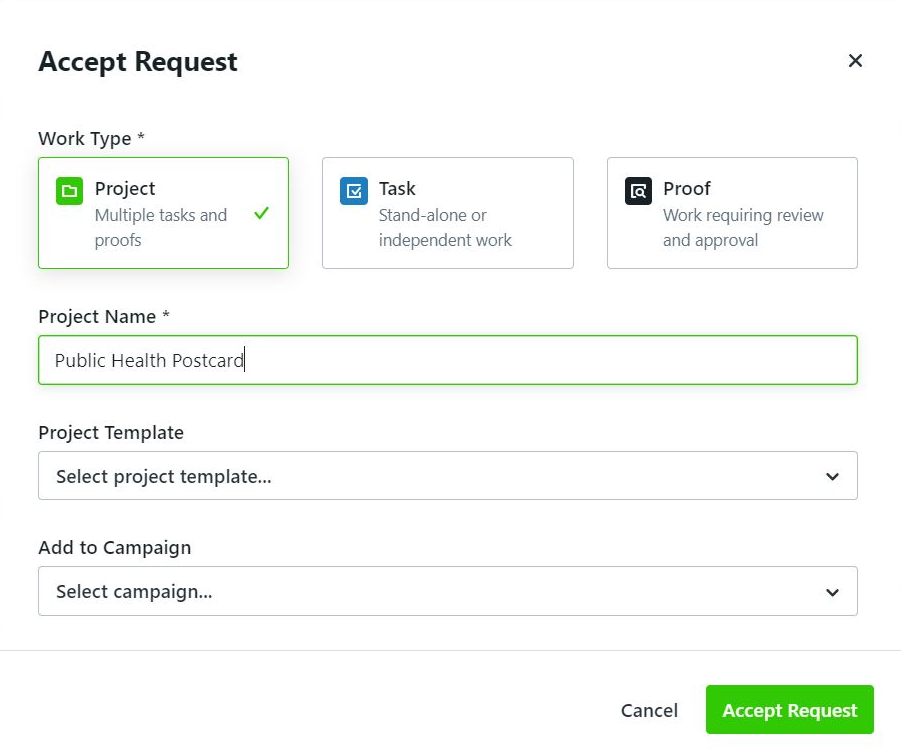 Accept Request
Work Type *
Project
Multiple tasks and
proofs
Task
Stand-alone or
independent work
Proof
Work requiring review
and approval
Project Name *
Public Health Postcard
Project Template
Select project template...
Add to Campaign
Select campaign...
Cancel
Accept Request